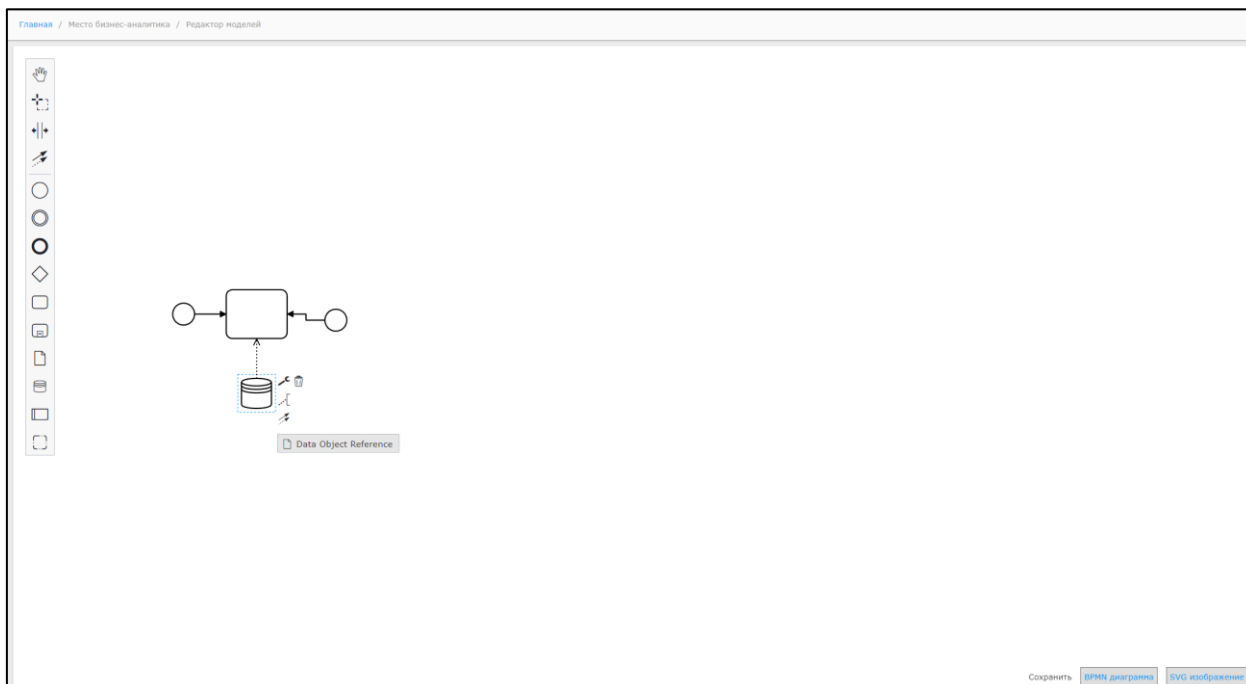 Главная / Место бизнес-аналитика / Редактор моделей
Data Object Reference
Сохранить BPMN диаграмма SVG изображение